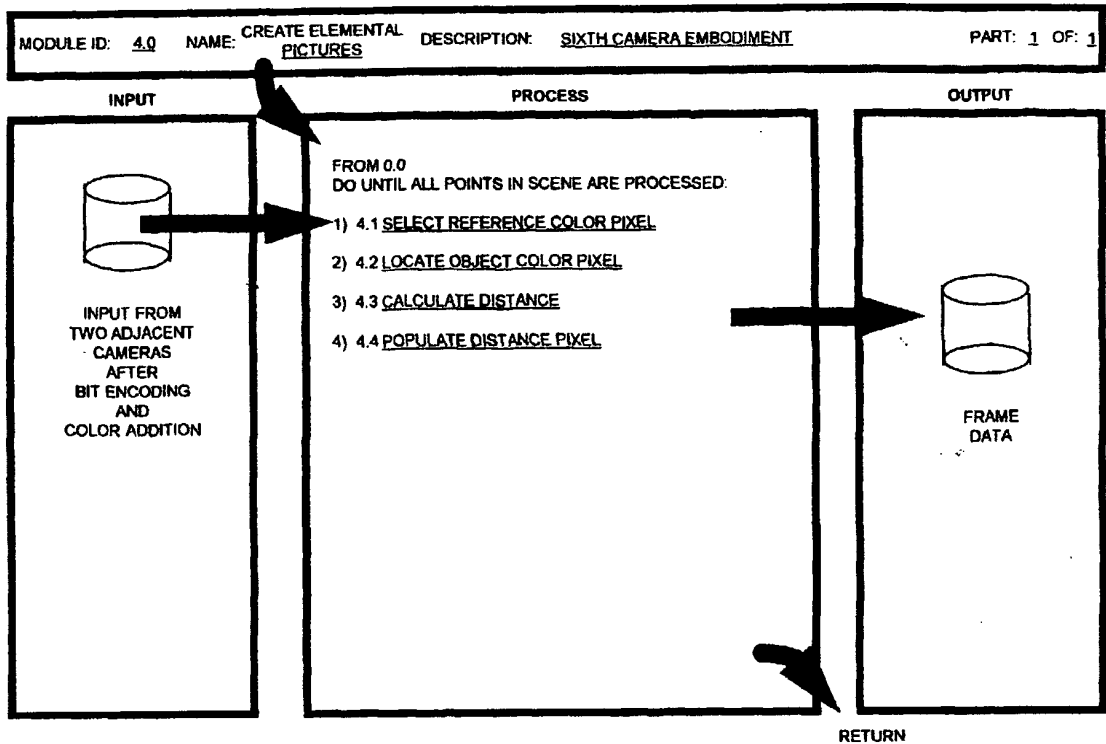 MODULE ID: 4.0 NAME: CREATE ELEMENTAL PICTURES DESCRIPTION: SIXTH CAMERA EMBODIMENT PART: 1 OF: 1
INPUT
PROCESS
OUTPUT
INPUT FROM
TWO ADJACENT
CAMERAS
AFTER
BIT ENCODING
AND
COLOR ADDITION
FROM 0.0
DO UNTIL ALL POINTS IN SCENE ARE PROCESSED:
1) 4.1 SELECT REFERENCE COLOR PIXEL
2) 4.2 LOCATE OBJECT COLOR PIXEL
3) 4.3 CALCULATE DISTANCE
4) 4.4 POPULATE DISTANCE PIXEL
FRAME
DATA
RETURN